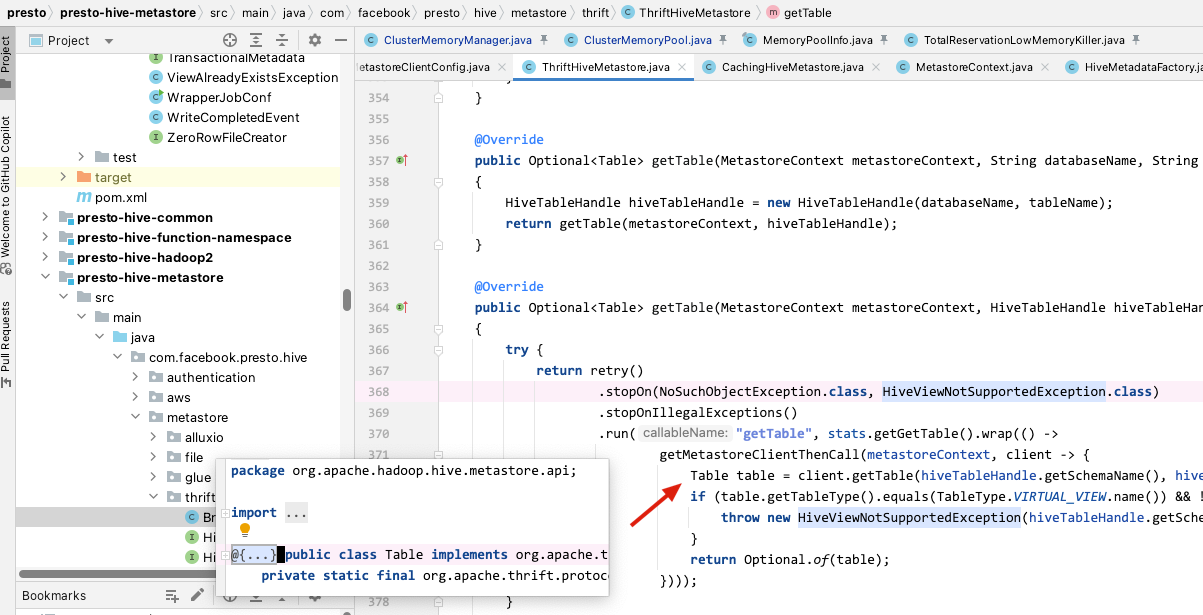 presto presto-hive-metastore src main java com facebook presto hive metastore thrift ThriftHiveMetastore getTable
Project
ClusterMemoryManager.java ClusterMemoryPool.java MemoryPoolInfo.java TotalReservationLowMemoryKiller.java
etastoreClientConfig.java ThriftHiveMetastore.java CachingHiveMetastore.java MetastoreContext.java HiveMetadataFactory.ja
Project
Welcome to GitHub Copilot
Pull Requests
TransactionalMetadata
ViewAlreadyExistsException
WrapperJobConf
WriteCompletedEvent
ZeroRowFileCreator
test
target
pom.xml
presto-hive-common
presto-hive-function-namespace
presto-hive-hadoop2
presto-hive-metastore
src
main
java
com.facebook.presto.hive
authentication
aws
metastore
alluxio
file
glue
thrift
Br
Hi
Hi
Bookmarks
354 }
355
356 @Override
357 public Optional<Table> getTable(MetastoreContext metastoreContext, String databaseName, String
358 {
359 HiveTableHandle hiveTableHandle = new HiveTableHandle(databaseName, tableName);
360 return getTable(metastoreContext, hiveTableHandle);
361 }
362
363 @Override
364 public Optional<Table> getTable(MetastoreContext metastoreContext, HiveTableHandle hiveTableHan
365 {
366 try {
367 return retry()
368 .stopOn(NoSuchObjectException.class, HiveViewNotSupportedException.class)
369 .stopOnIllegalExceptions()
370 .run( callableName: "getTable", stats.getGetTable().wrap(() ->
371 getMetastoreClientThenCall(metastoreContext, client -> {
Table table = client.getTable(hiveTableHandle.getSchemaName(), hive
if (table.getTableType().equals(TableType.VIRTUAL_VIEW.name()) && !
throw new HiveViewNotSupportedException(hiveTableHandle.getSche
}
return Optional.of(table);
})));
378 }
package org.apache.hadoop.hive.metastore.api;
import ...
@{...} public class Table implements org.apache.t
private static final org.apache.thrift.protoco